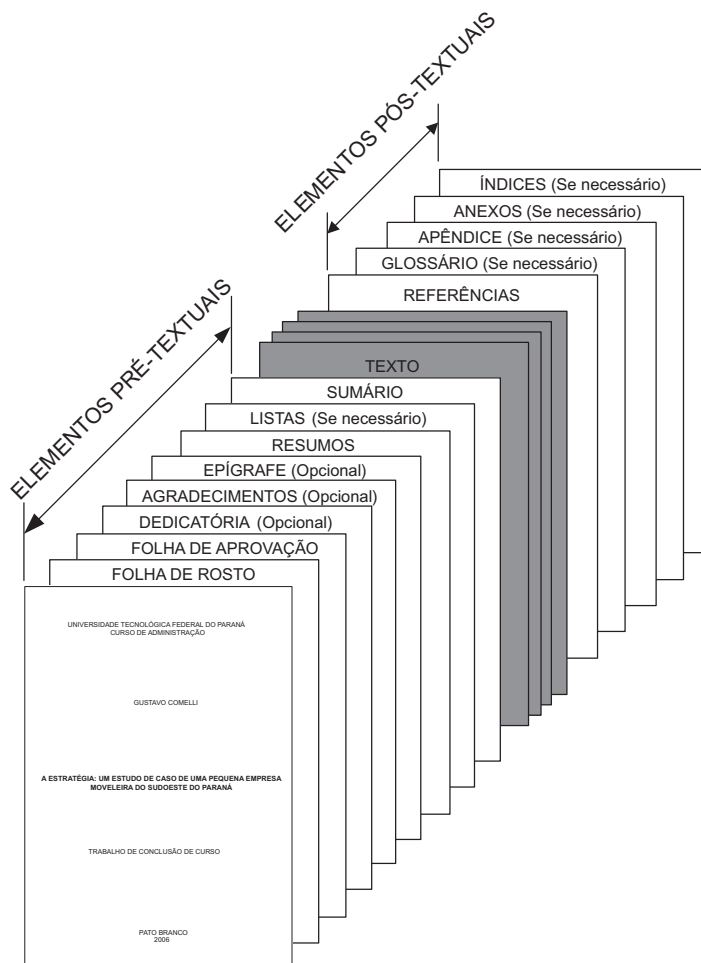 ELEMENTOS PÓS-TEXTUAIS
ÍNDICES (Se necessário)
ANEXOS (Se necessário)
APÊNDICE (Se necessário)
GLOSSÁRIO (Se necessário)
REFERÊNCIAS
TEXTO
ELEMENTOS PRÉ-TEXTUAIS
SUMÁRIO
LISTAS (Se necessário)
RESUMOS
EPÍGRAFE (Opcional)
AGRADECIMENTOS (Opcional)
DEDICATÓRIA (Opcional)
FOLHA DE APROVAÇÃO
FOLHA DE ROSTO
UNIVERSIDADE TECNOLÓGICA FEDERAL DO PARANÁ
CURSO DE ADMINISTRAÇÃO
GUSTAVO COMELLI
A ESTRATÉGIA: UM ESTUDO DE CASO DE UMA PEQUENA EMPRESA
MOVELEIRA DO SUDOESTE DO PARANÁ
TRABALHO DE CONCLUSÃO DE CURSO
PATO BRANCO
2006